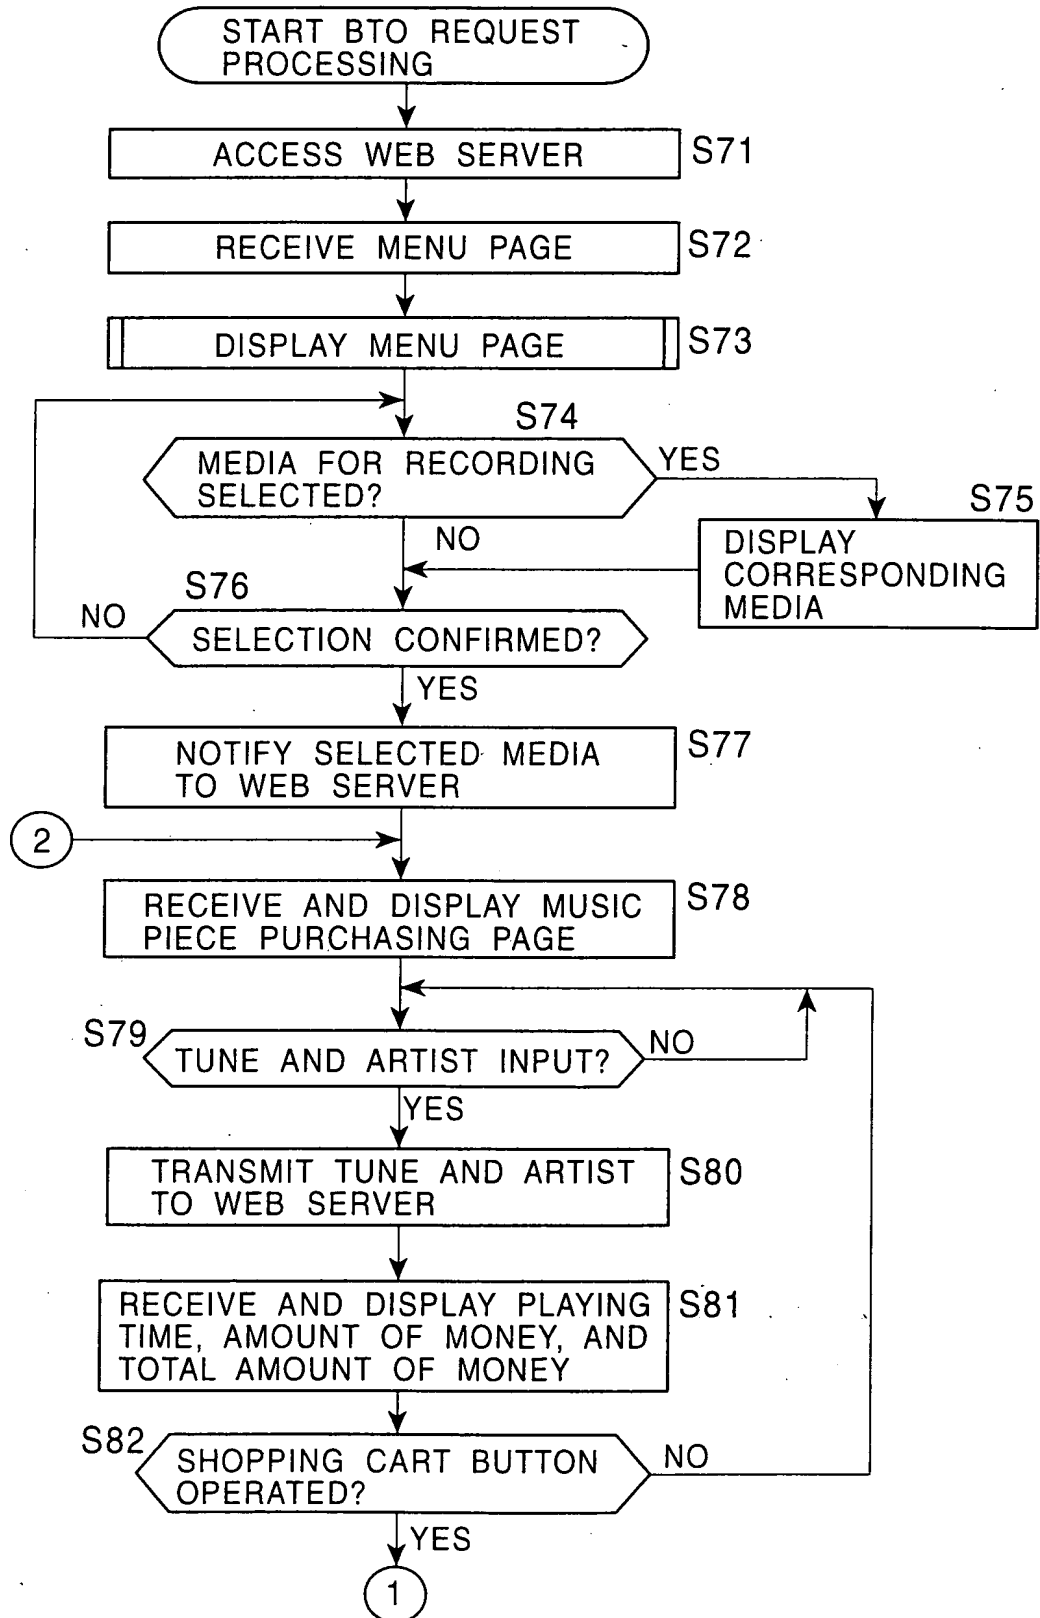 START BTO REQUEST
PROCESSING
ACCESS WEB SERVER
S71
RECEIVE MENU PAGE
S72
DISPLAY MENU PAGE
S73
S74
MEDIA FOR RECORDING
SELECTED?
YES
S75
DISPLAY
CORRESPONDING
MEDIA
NO
S76
NO
SELECTION CONFIRMED?
YES
NOTIFY SELECTED MEDIA
TO WEB SERVER
S77
2
RECEIVE AND DISPLAY MUSIC
PIECE PURCHASING PAGE
S78
S79
TUNE AND ARTIST INPUT?
NO
YES
TRANSMIT TUNE AND ARTIST
TO WEB SERVER
S80
RECEIVE AND DISPLAY PLAYING
TIME, AMOUNT OF MONEY, AND
TOTAL AMOUNT OF MONEY
S81
S82
SHOPPING CART BUTTON
OPERATED?
NO
YES
1